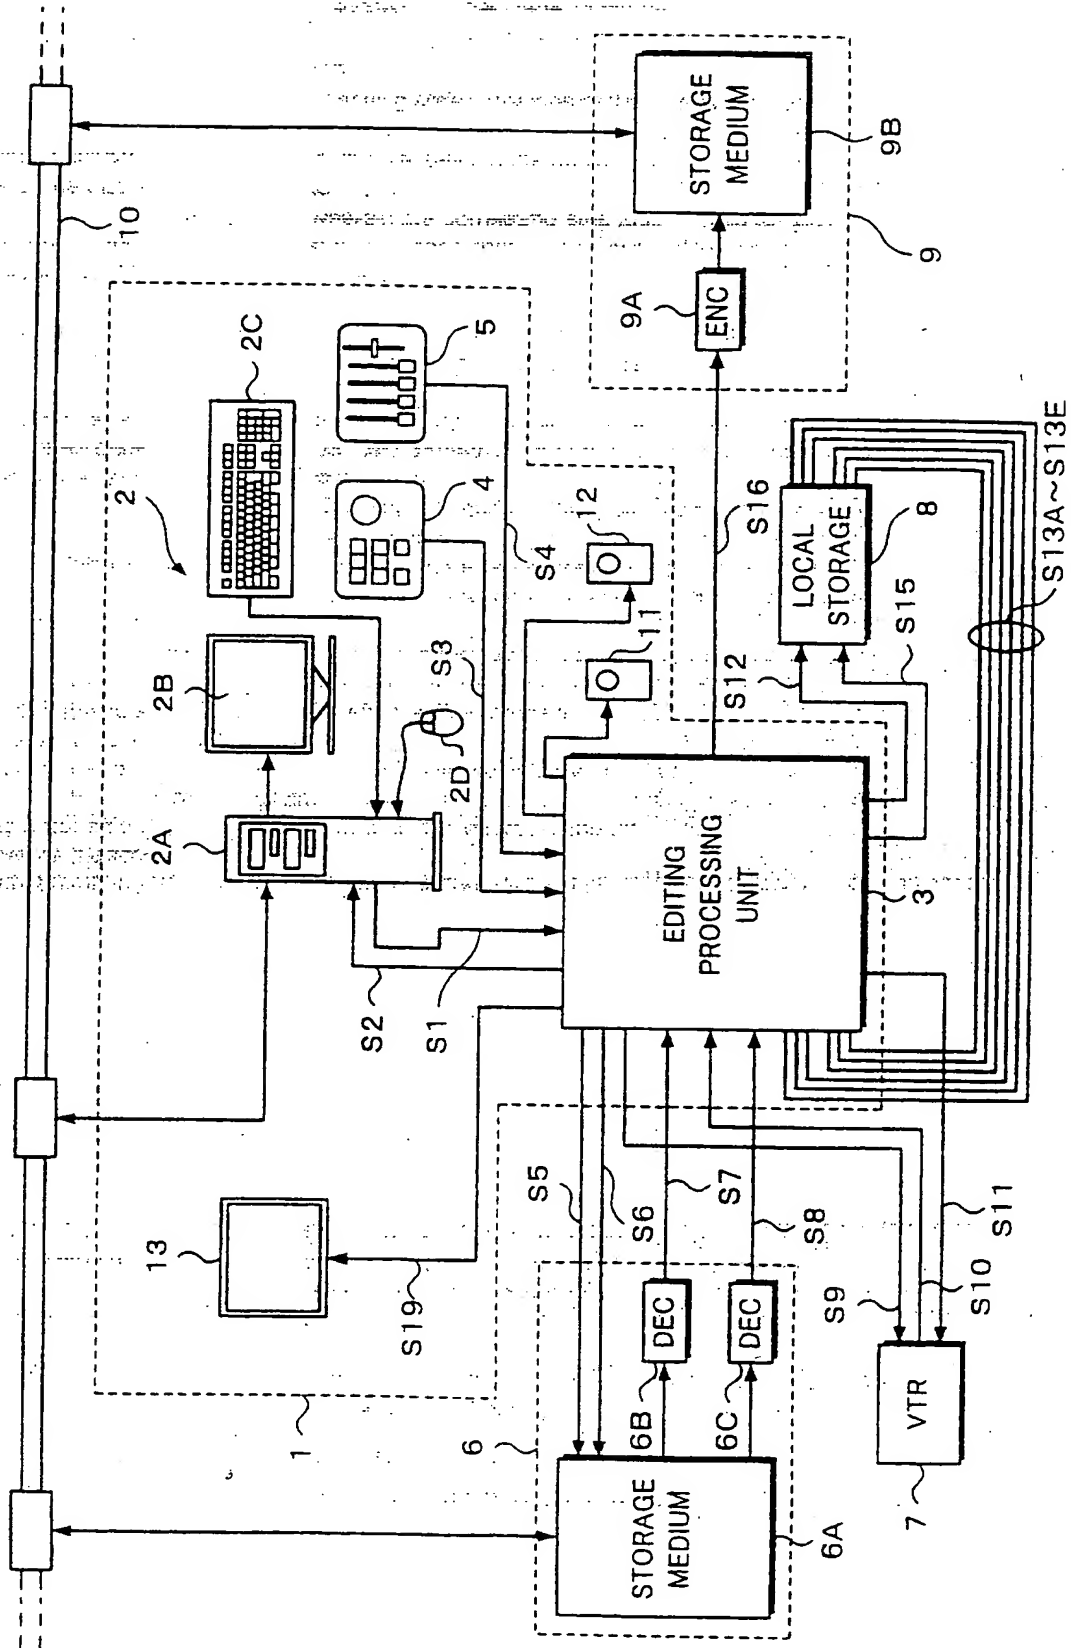 10
2
2A
2B
2C
2D
13
S19
S2
S1
S3
S4
4
5
11
12
1
6
STORAGE
MEDIUM
6A
6B
DEC
6C
DEC
S5
S6
S7
S8
EDITING
PROCESSING
UNIT
3
S16
9A
ENC
STORAGE
MEDIUM
9B
9
7
VTR
S9
S10
S11
S12
S15
LOCAL
STORAGE
8
S13A~S13E